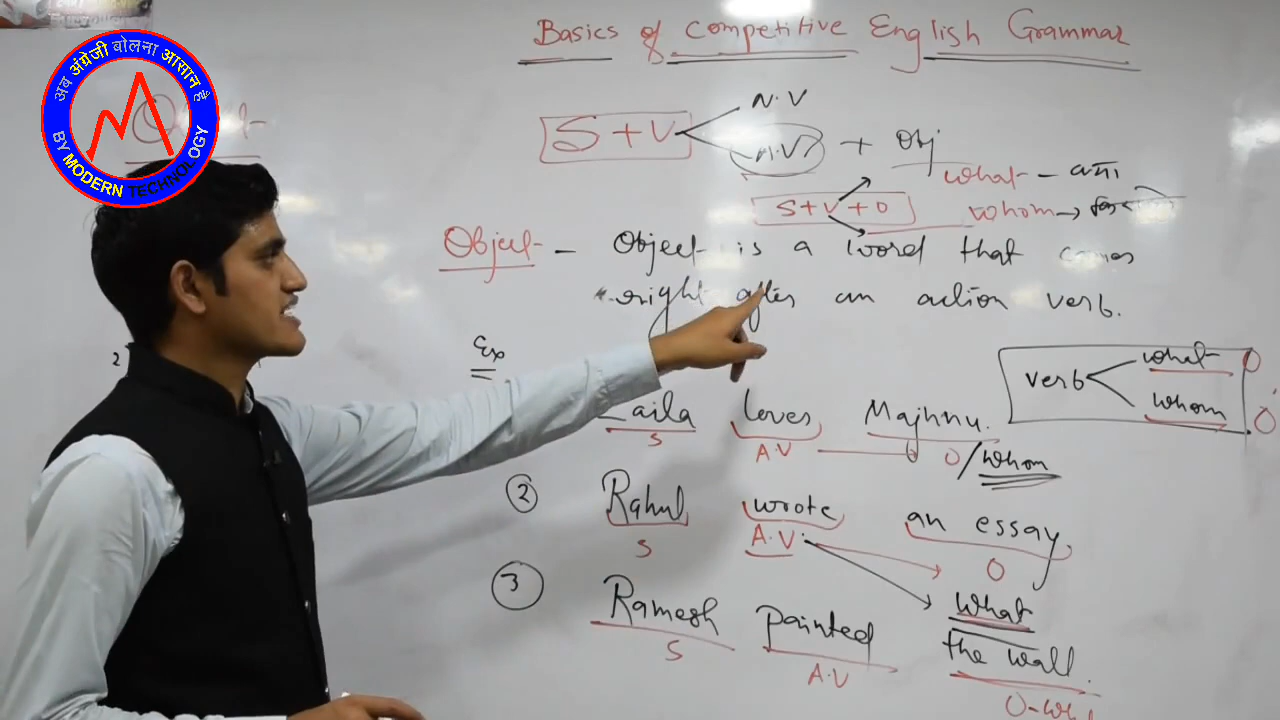 Basics of Competitive English Grammar
अब अंग्रेजी बोलना आसान है
BY MODERN TECHNOLOGY
S + V
N.V
A.V
+ Obj
what - क्या
S + V + O
whom →
Object - Object is a word that comes
right after an action verb.
Ex
verb
what O
whom O
Laila loves Majhnu.
S A.V O/whom
2 Rahul wrote an essay.
S A.V O
what
3 Ramesh painted the wall.
S A.V